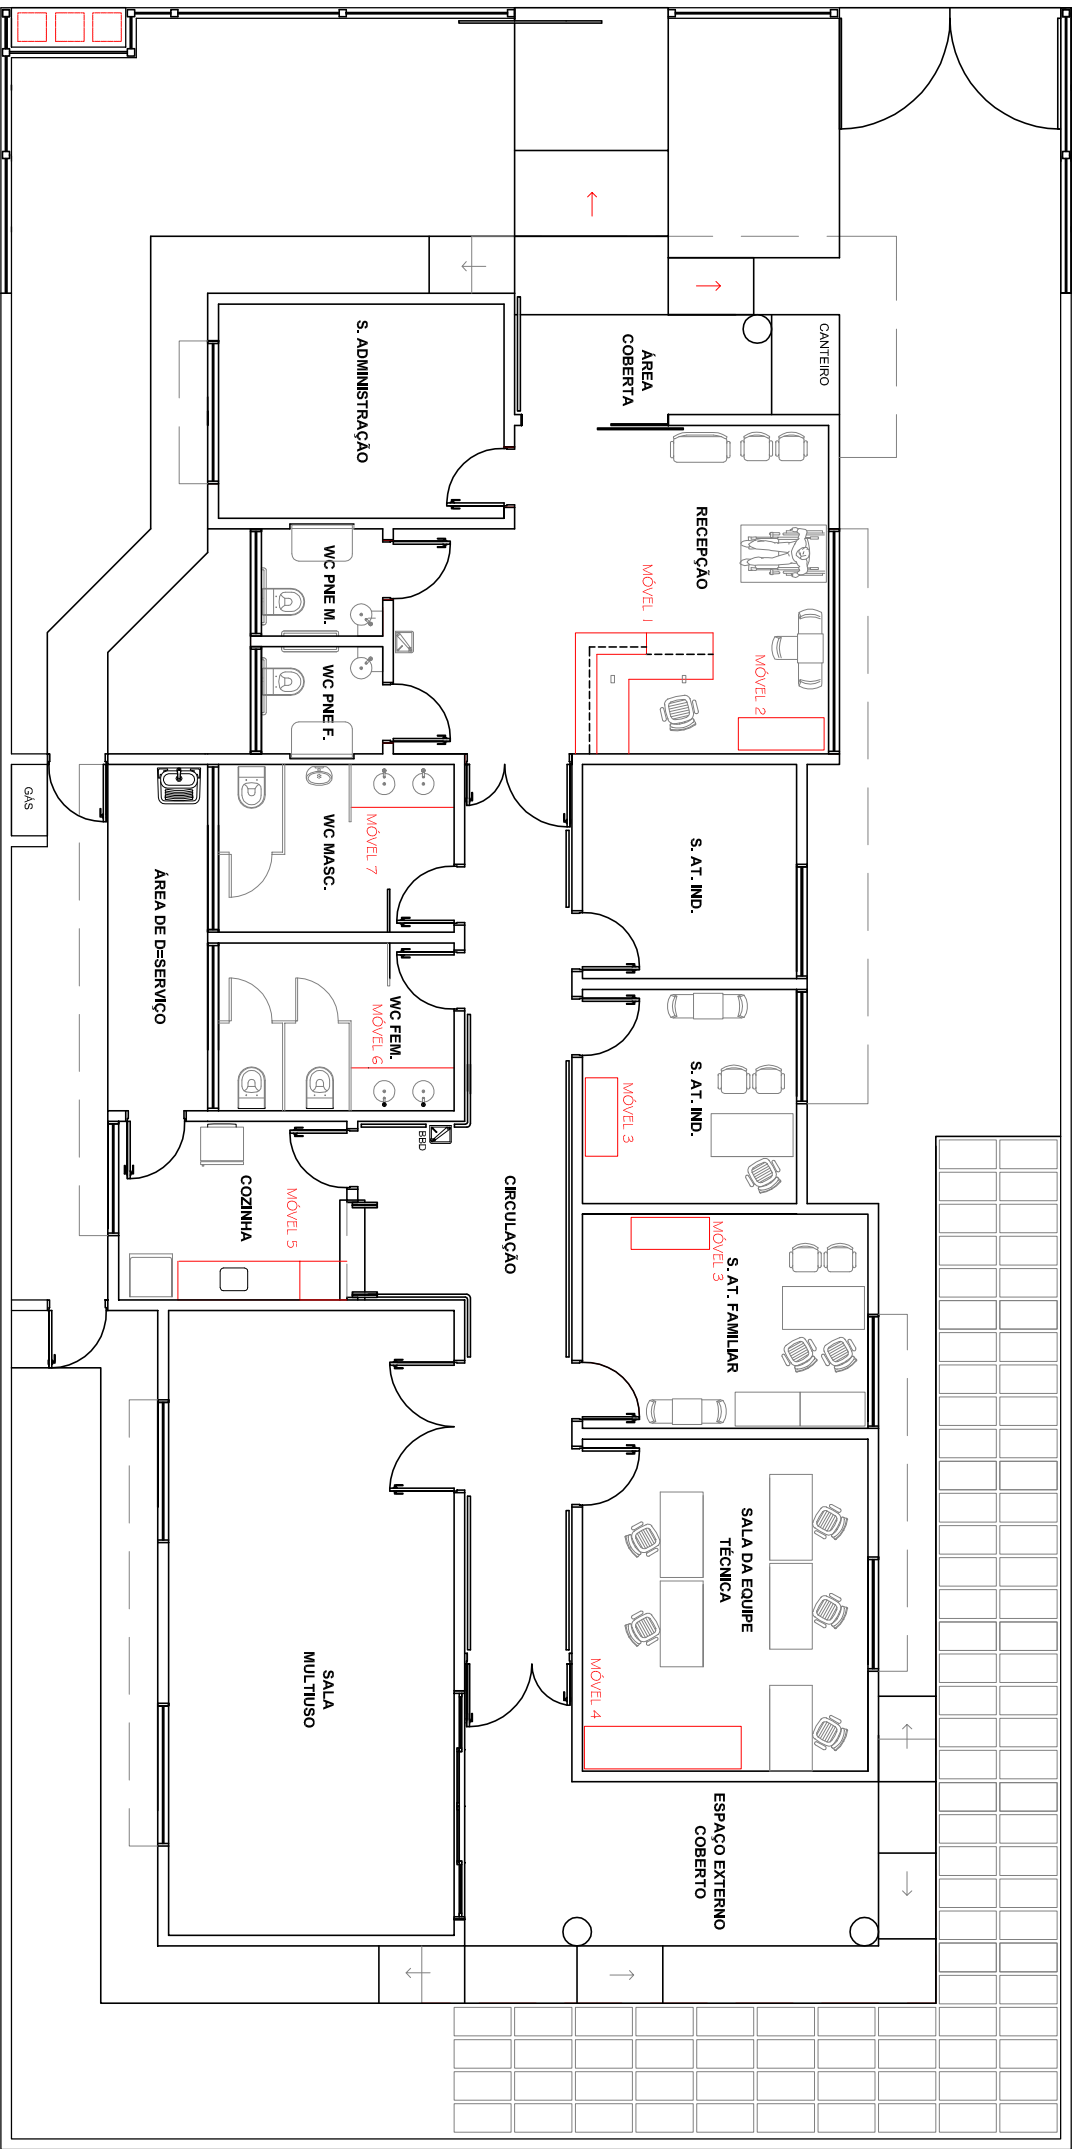 CANTEIRO
ÁREA
COBERTA
S. ADMINISTRAÇÃO
RECEPÇÃO
MÓVEL 1
MÓVEL 2
WC PNE M.
WC PNE F.
GÁS
ÁREA DE D=SERVIÇO
WC MASC.
MÓVEL 7
WC FEM.
MÓVEL 6
S. AT. IND.
S. AT. IND.
MÓVEL 3
BBD
CIRCULAÇÃO
COZINHA
MÓVEL 5
S. AT. FAMILIAR
MÓVEL 3
SALA DA EQUIPE
TÉCNICA
MÓVEL 4
SALA
MULTIUSO
ESPAÇO EXTERNO
COBERTO